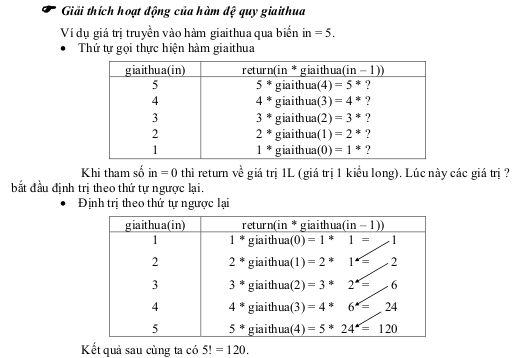 ☛ Giải thích hoạt động của hàm đệ quy giaithua
Ví dụ giá trị truyền vào hàm giaithua qua biến in = 5.
• Thứ tự gọi thực hiện hàm giaithua
giaithua(in) return(in * giaithua(in – 1))
5 5 * giaithua(4) = 5 * ?
4 4 * giaithua(3) = 4 * ?
3 3 * giaithua(2) = 3 * ?
2 2 * giaithua(1) = 2 * ?
1 1 * giaithua(0) = 1 * ?
Khi tham số in = 0 thì return về giá trị 1L (giá trị 1 kiểu long). Lúc này các giá trị ?
bắt đầu định trị theo thứ tự ngược lại.
• Định trị theo thứ tự ngược lại
giaithua(in) return(in * giaithua(in – 1))
1 1 * giaithua(0) = 1 * 1 = 1
2 2 * giaithua(1) = 2 * 1 = 2
3 3 * giaithua(2) = 3 * 2 = 6
4 4 * giaithua(3) = 4 * 6 = 24
5 5 * giaithua(4) = 5 * 24 = 120
Kết quả sau cùng ta có 5! = 120.